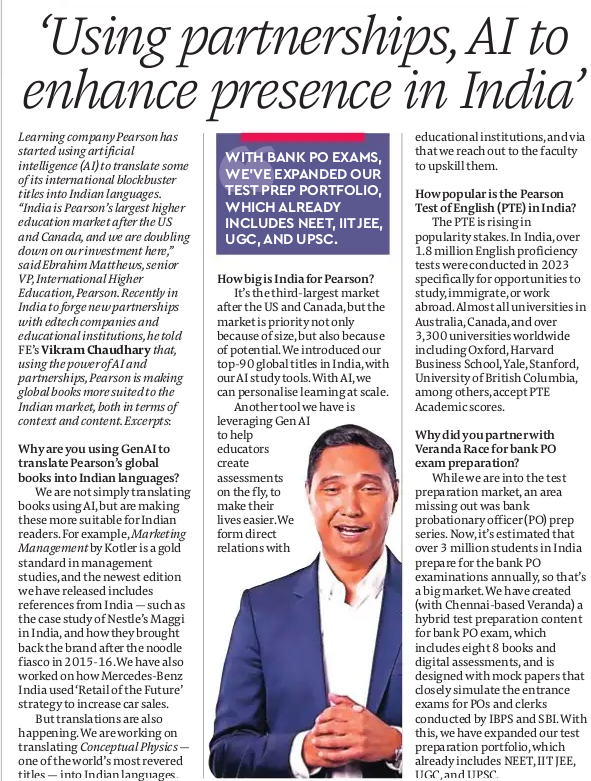 ‘Using partnerships, AI to
enhance presence in India’
Learning company Pearson has
started using artificial
intelligence (AI) to translate some
of its international blockbuster
titles into Indian languages.
“India is Pearson’s largest higher
education market after the US
and Canada, and we are doubling
down on our investment here,”
said Ebrahim Matthews, senior
VP, International Higher
Education, Pearson. Recently in
India to forge new partnerships
with edtech companies and
educational institutions, he told
FE’s Vikram Chaudhary that,
using the power of AI and
partnerships, Pearson is making
global books more suited to the
Indian market, both in terms of
context and content. Excerpts:
Why are you using GenAI to
translate Pearson’s global
books into Indian languages?
We are not simply translating
books using AI, but are making
these more suitable for Indian
readers. For example, Marketing
Management by Kotler is a gold
standard in management
studies, and the newest edition
we have released includes
references from India — such as
the case study of Nestle’s Maggi
in India, and how they brought
back the brand after the noodle
fiasco in 2015-16. We have also
worked on how Mercedes-Benz
India used ‘Retail of the Future’
strategy to increase car sales.
But translations are also
happening. We are working on
translating Conceptual Physics —
one of the world’s most revered
titles — into Indian languages.
WITH BANK PO EXAMS,
WE’VE EXPANDED OUR
TEST PREP PORTFOLIO,
WHICH ALREADY
INCLUDES NEET, IIT JEE,
UGC, AND UPSC.
How big is India for Pearson?
It’s the third-largest market
after the US and Canada, but the
market is priority not only
because of size, but also because
of potential. We introduced our
top-90 global titles in India, with
our AI study tools. With AI, we
can personalise learning at scale.
Another tool we have is
leveraging Gen AI
to help
educators
create
assessments
on the fly, to
make their
lives easier. We
form direct
relations with
educational institutions, and via
that we reach out to the faculty
to upskill them.
How popular is the Pearson
Test of English (PTE) in India?
The PTE is rising in
popularity stakes. In India, over
1.8 million English proficiency
tests were conducted in 2023
specifically for opportunities to
study, immigrate, or work
abroad. Almost all universities in
Australia, Canada, and over
3,300 universities worldwide
including Oxford, Harvard
Business School, Yale, Stanford,
University of British Columbia,
among others, accept PTE
Academic scores.
Why did you partner with
Veranda Race for bank PO
exam preparation?
While we are into the test
preparation market, an area
missing out was bank
probationary officer (PO) prep
series. Now, it’s estimated that
over 3 million students in India
prepare for the bank PO
examinations annually, so that’s
a big market. We have created
(with Chennai-based Veranda) a
hybrid test preparation content
for bank PO exam, which
includes eight 8 books and
digital assessments, and is
designed with mock papers that
closely simulate the entrance
exams for POs and clerks
conducted by IBPS and SBI. With
this, we have expanded our test
preparation portfolio, which
already includes NEET, IIT JEE,
UGC, and UPSC.